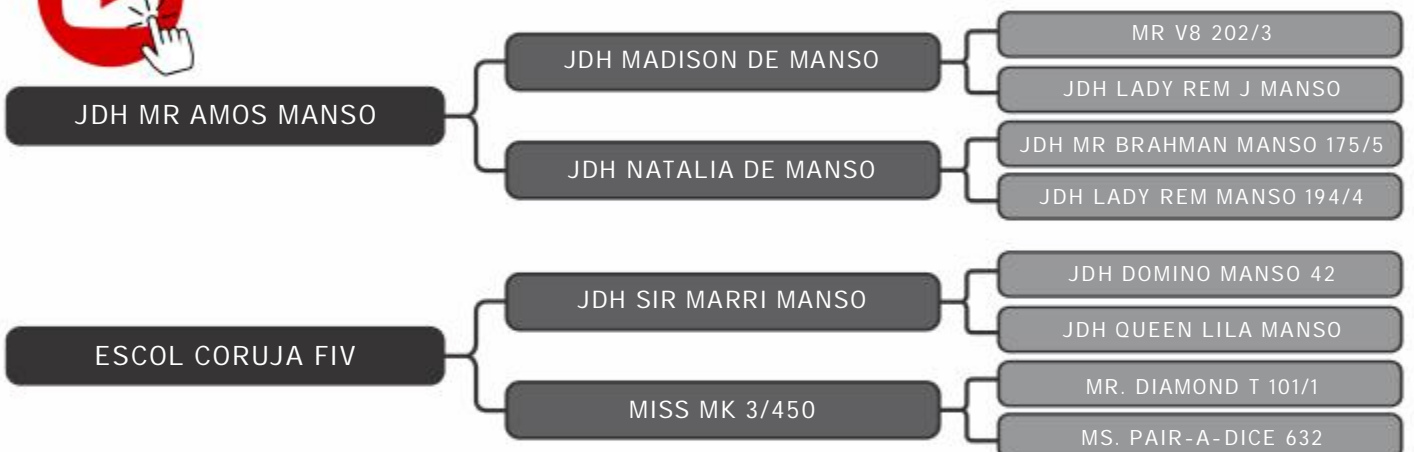 JDH MR AMOS MANSO
JDH MADISON DE MANSO
MR V8 202/3
JDH LADY REM J MANSO
JDH NATALIA DE MANSO
JDH MR BRAHMAN MANSO 175/5
JDH LADY REM MANSO 194/4
ESCOL CORUJA FIV
JDH SIR MARRI MANSO
JDH DOMINO MANSO 42
JDH QUEEN LILA MANSO
MISS MK 3/450
MR. DIAMOND T 101/1
MS. PAIR-A-DICE 632